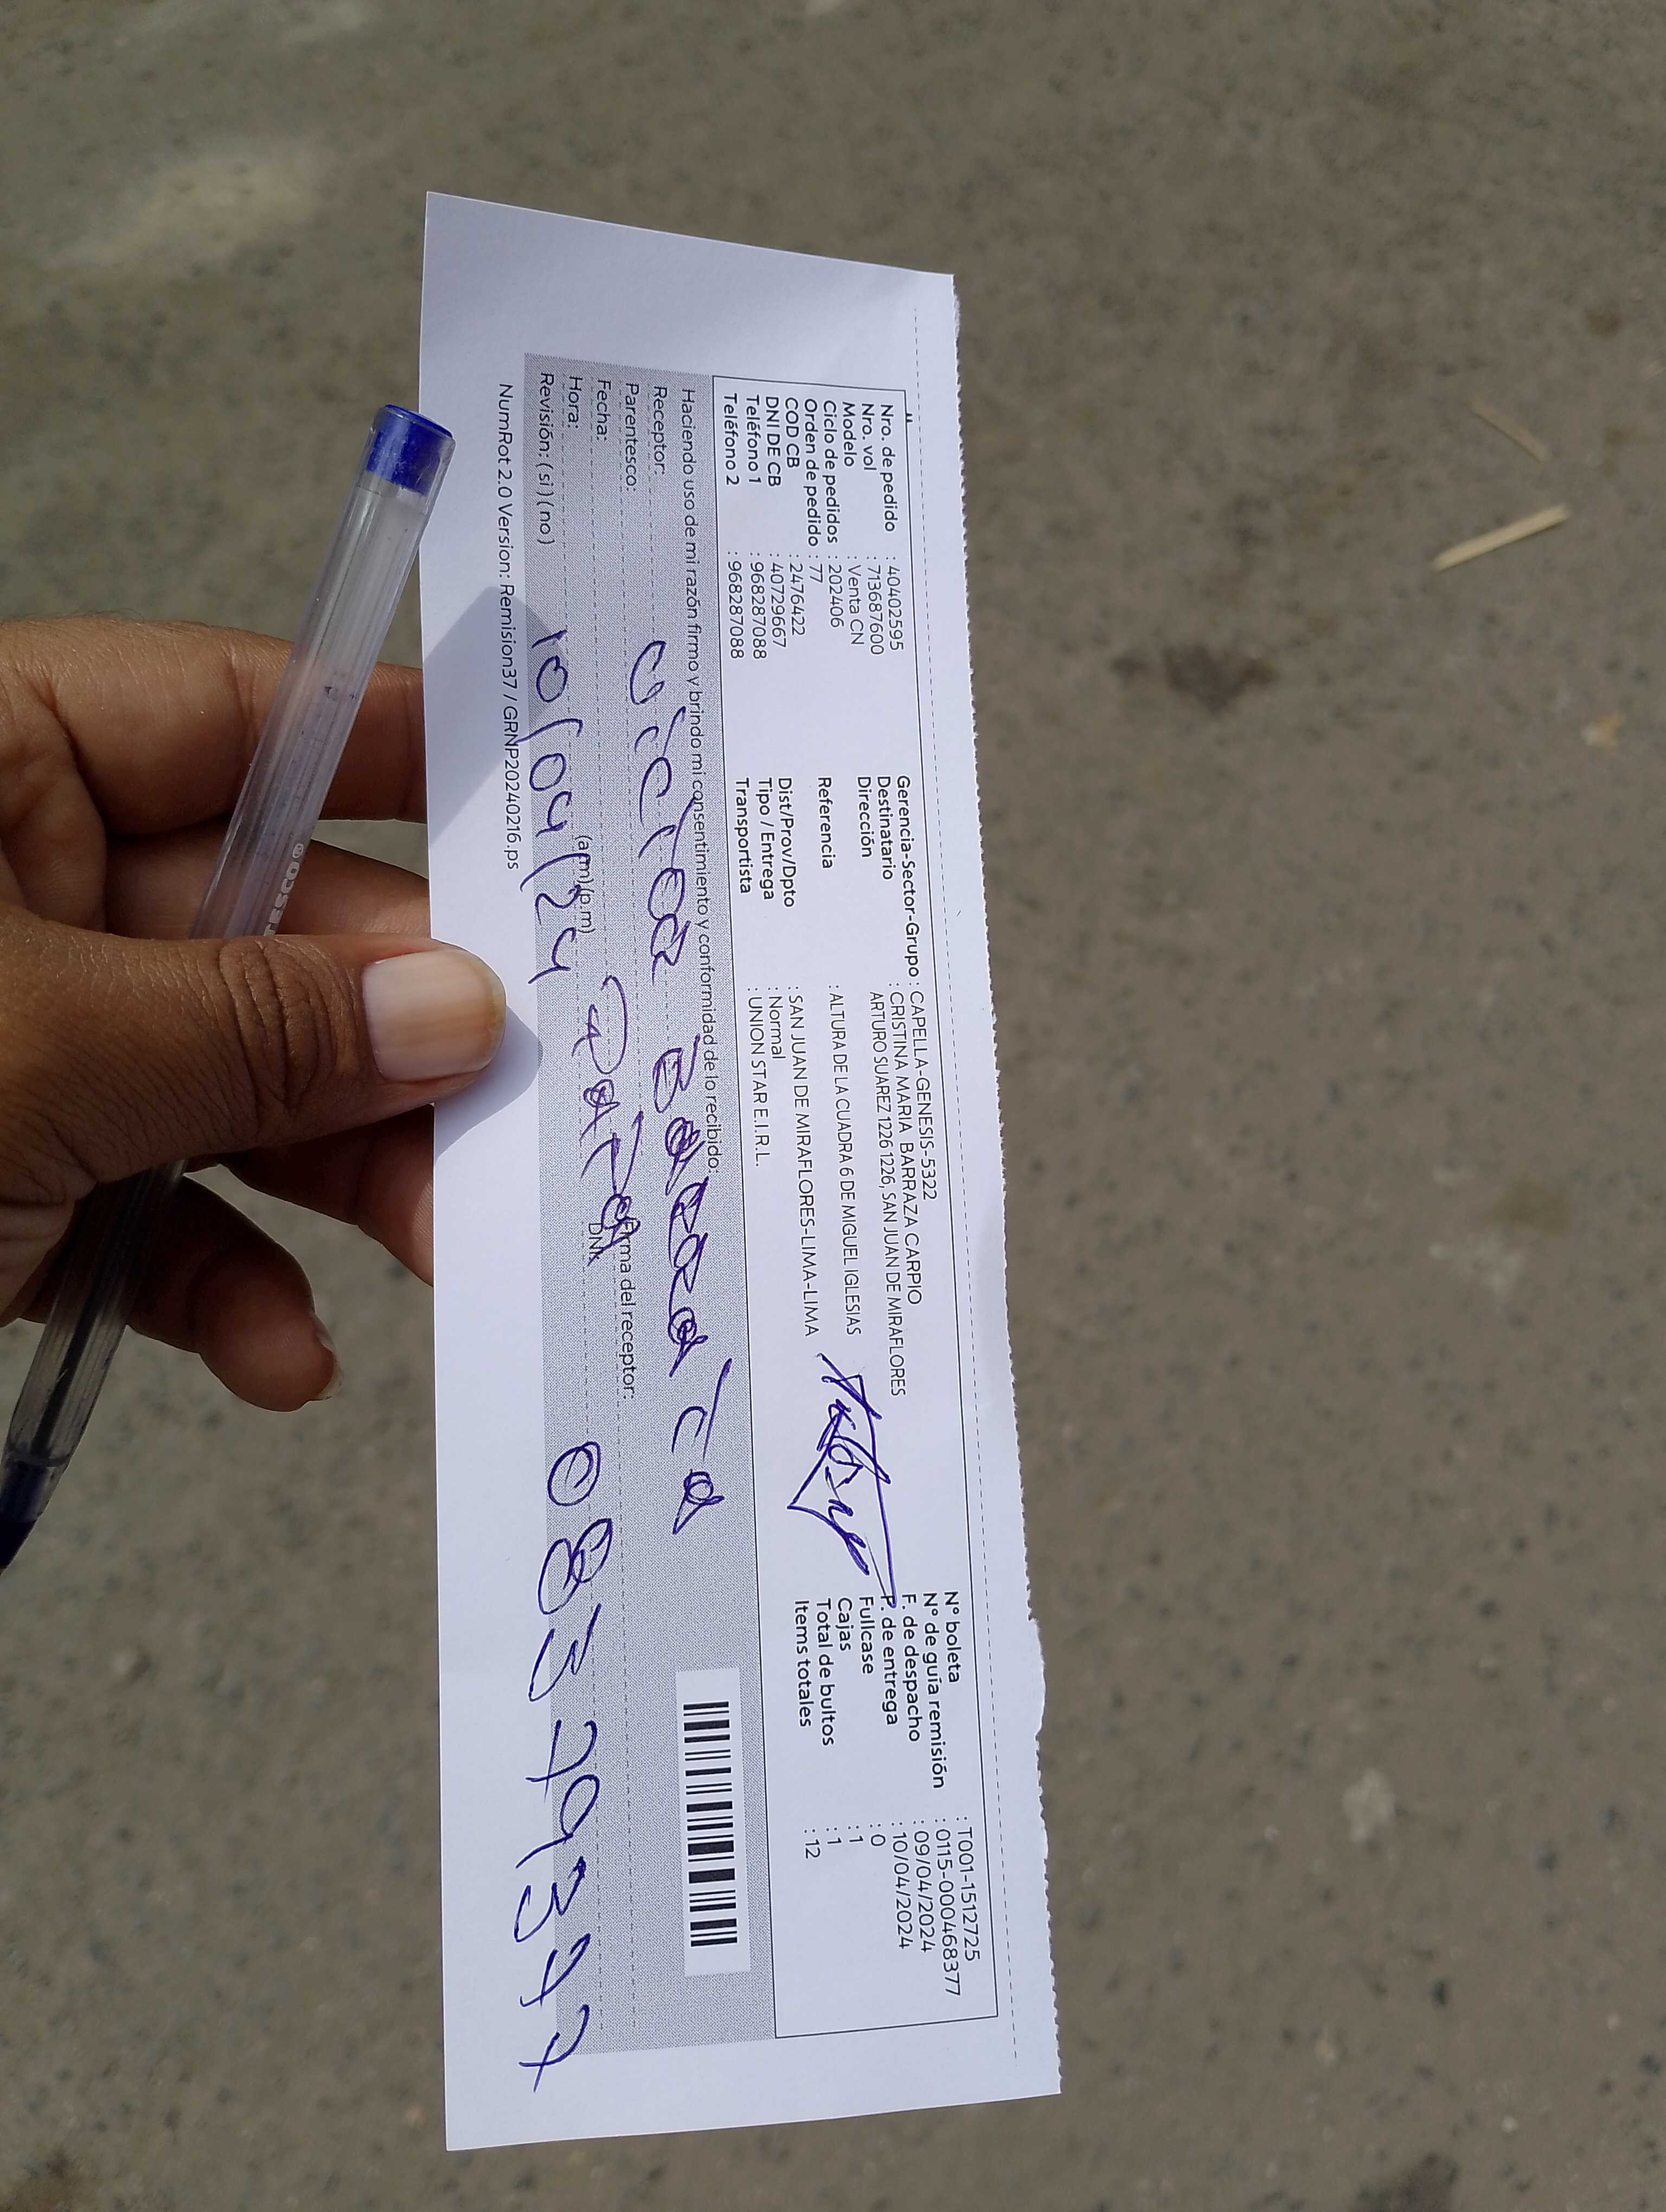 Nro. de pedido : 40402595
Nro. vol : 713687600
Modelo : Venta CN
Ciclo de pedidos : 202406
Orden de pedido : 77
COD CB : 2476422
DNI DE CB : 40729667
Teléfono 1 : 968287088
Teléfono 2 : 968287088
Gerencia-Sector-Grupo : CAPELLA-GENESIS-5322
Destinatario : CRISTINA MARIA BARRAZA CARPIO
Dirección ARTURO SUAREZ 1226 1226, SAN JUAN DE MIRAFLORES
Referencia : ALTURA DE LA CUADRA 6 DE MIGUEL IGLESIAS
Dist/Prov/Dpto : SAN JUAN DE MIRAFLORES-LIMA-LIMA
Tipo / Entrega : Normal
Transportista : UNION STAR E.I.R.L.
N° boleta : T001-1512725
N° de guía remisión : 0115-000468377
F. de despacho : 09/04/2024
F. de entrega : 10/04/2024
Fullcase : 0
Cajas : 1
Total de bultos : 1
Items totales : 12
Haciendo uso de mi razón firmo y brindo mi consentimiento y conformidad de lo recibido:
Receptor:
Parentesco:
Firma del receptor:
Fecha:
DNI:
Hora: (a.m) (p.m)
Revisión: (si) (no) 10/04/24
NumRot 2.0 Version: Remision37 / GRNP20240216.ps